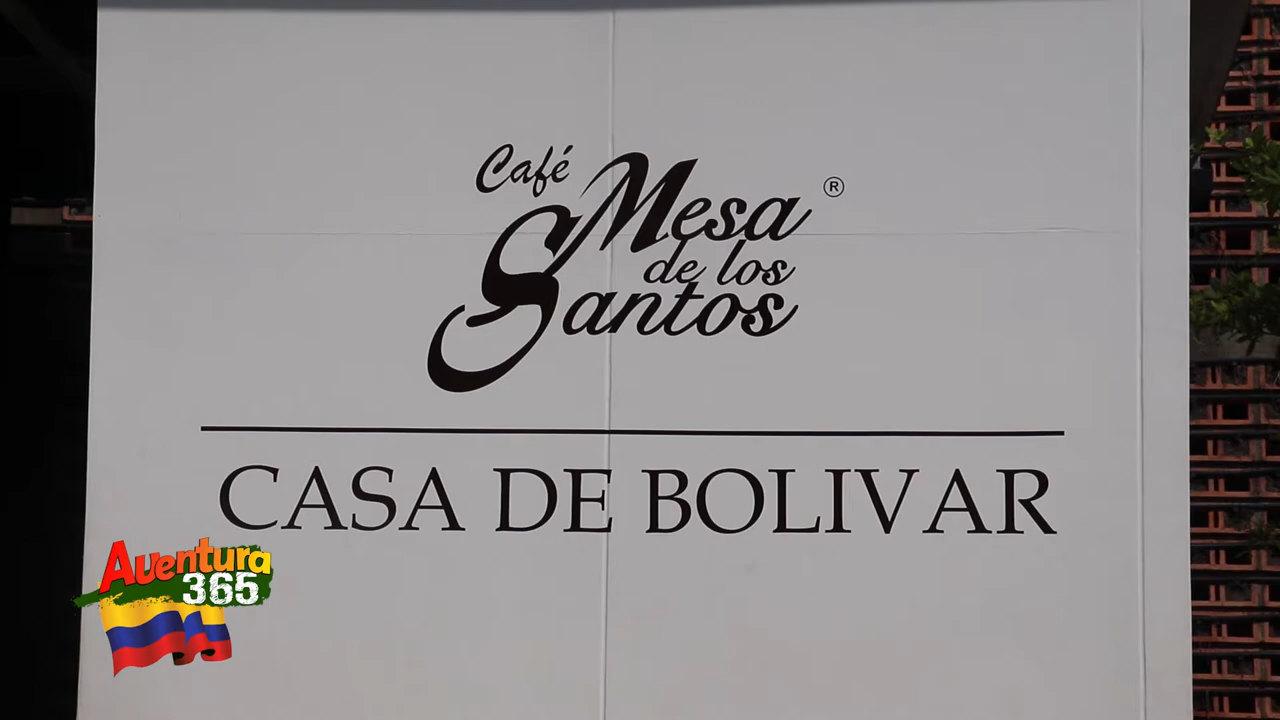 Café
Mesa ®
de los
Santos
CASA DE BOLIVAR
Aventura
365